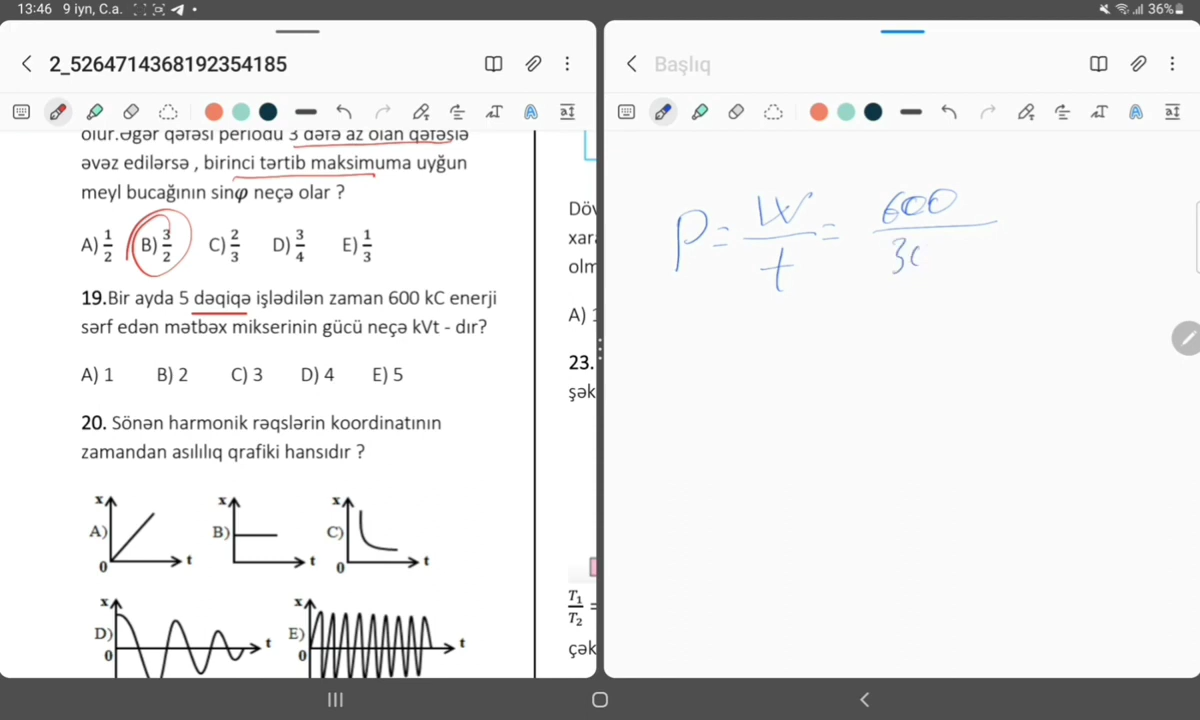 13:46 9 iyn, C.a. 36%
2_5264714368192354185
olur.Əgər qəfəsi periodu 3 dəfə az olan qəfəslə
əvəz edilərsə , birinci tərtib maksimuma uyğun
meyl bucağının sinφ neçə olar ?
A) 1/2 B) 3/2 C) 2/3 D) 3/4 E) 1/3
19.Bir ayda 5 dəqiqə işlədilən zaman 600 kC enerji
sərf edən mətbəx mikserinin gücü neçə kVt - dır?
A) 1 B) 2 C) 3 D) 4 E) 5
20. Sönən harmonik rəqslərin koordinatının
zamandan asılılıq qrafiki hansıdır ?
A) x 0 t B) x t C) x 0 t
D) x 0 t E) x 0 t
Döv
xara
olm
A) 1
23.
şək
T₁/T₂ =
çək
Başlıq
P = W/t = 600/30